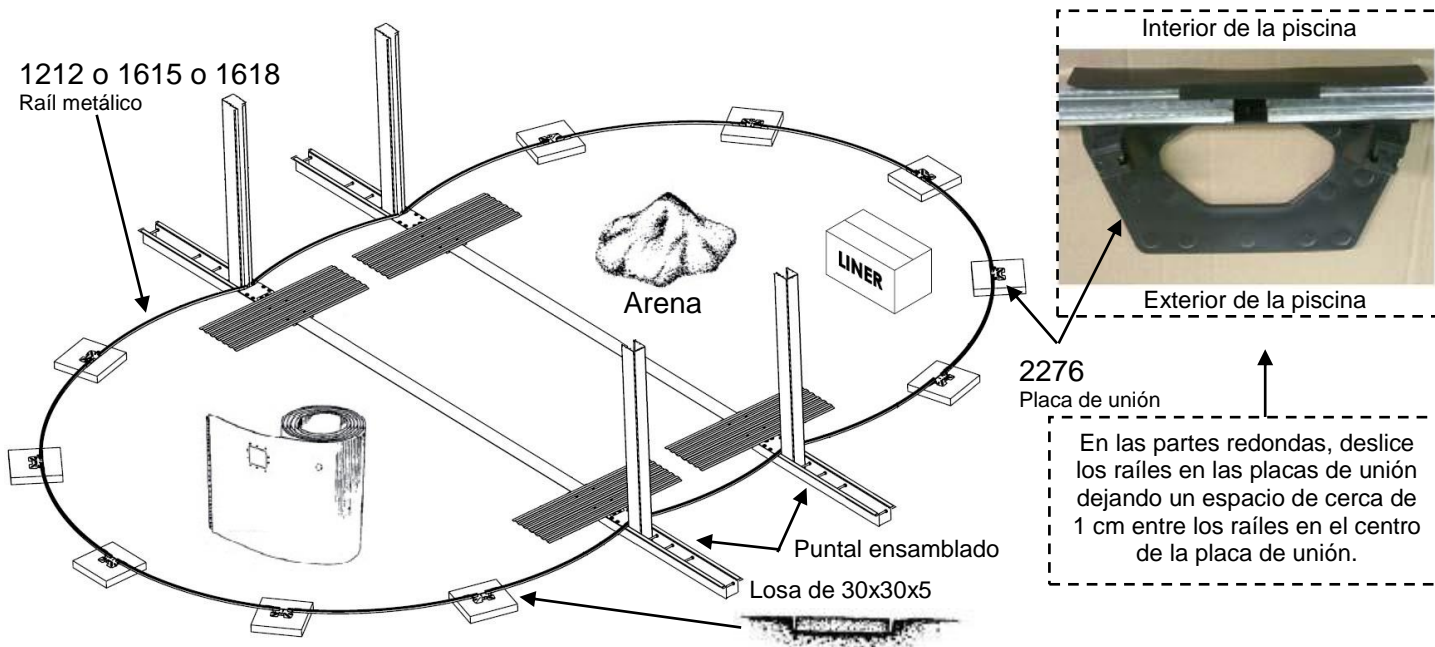 1212 o 1615 o 1618
Raíl metálico
Arena
LINER
Puntal ensamblado
Losa de 30x30x5
Interior de la piscina
Exterior de la piscina
2276
Placa de unión
En las partes redondas, deslice
los raíles en las placas de unión
dejando un espacio de cerca de
1 cm entre los raíles en el centro
de la placa de unión.